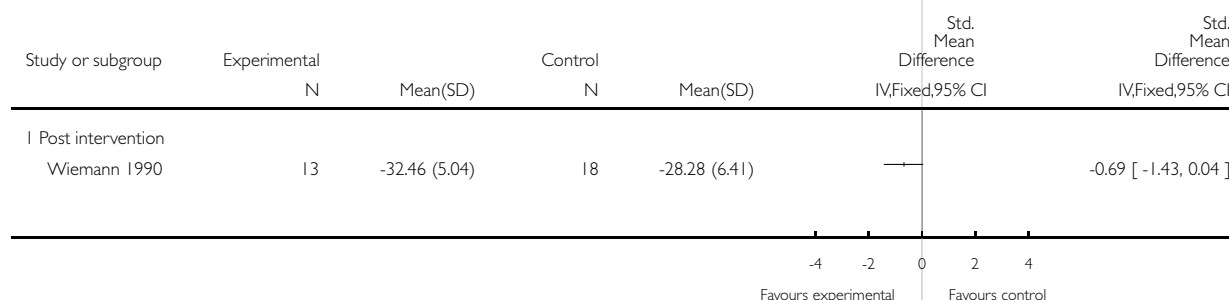 Std.
Mean
Difference
Std.
Mean
Difference
Study or subgroup Experimental Control
N Mean(SD) N Mean(SD) IV,Fixed,95% CI IV,Fixed,95% CI
1 Post intervention
Wiemann 1990 13 -32.46 (5.04) 18 -28.28 (6.41) -0.69 [ -1.43, 0.04 ]
-4 -2 0 2 4
Favours experimental Favours control